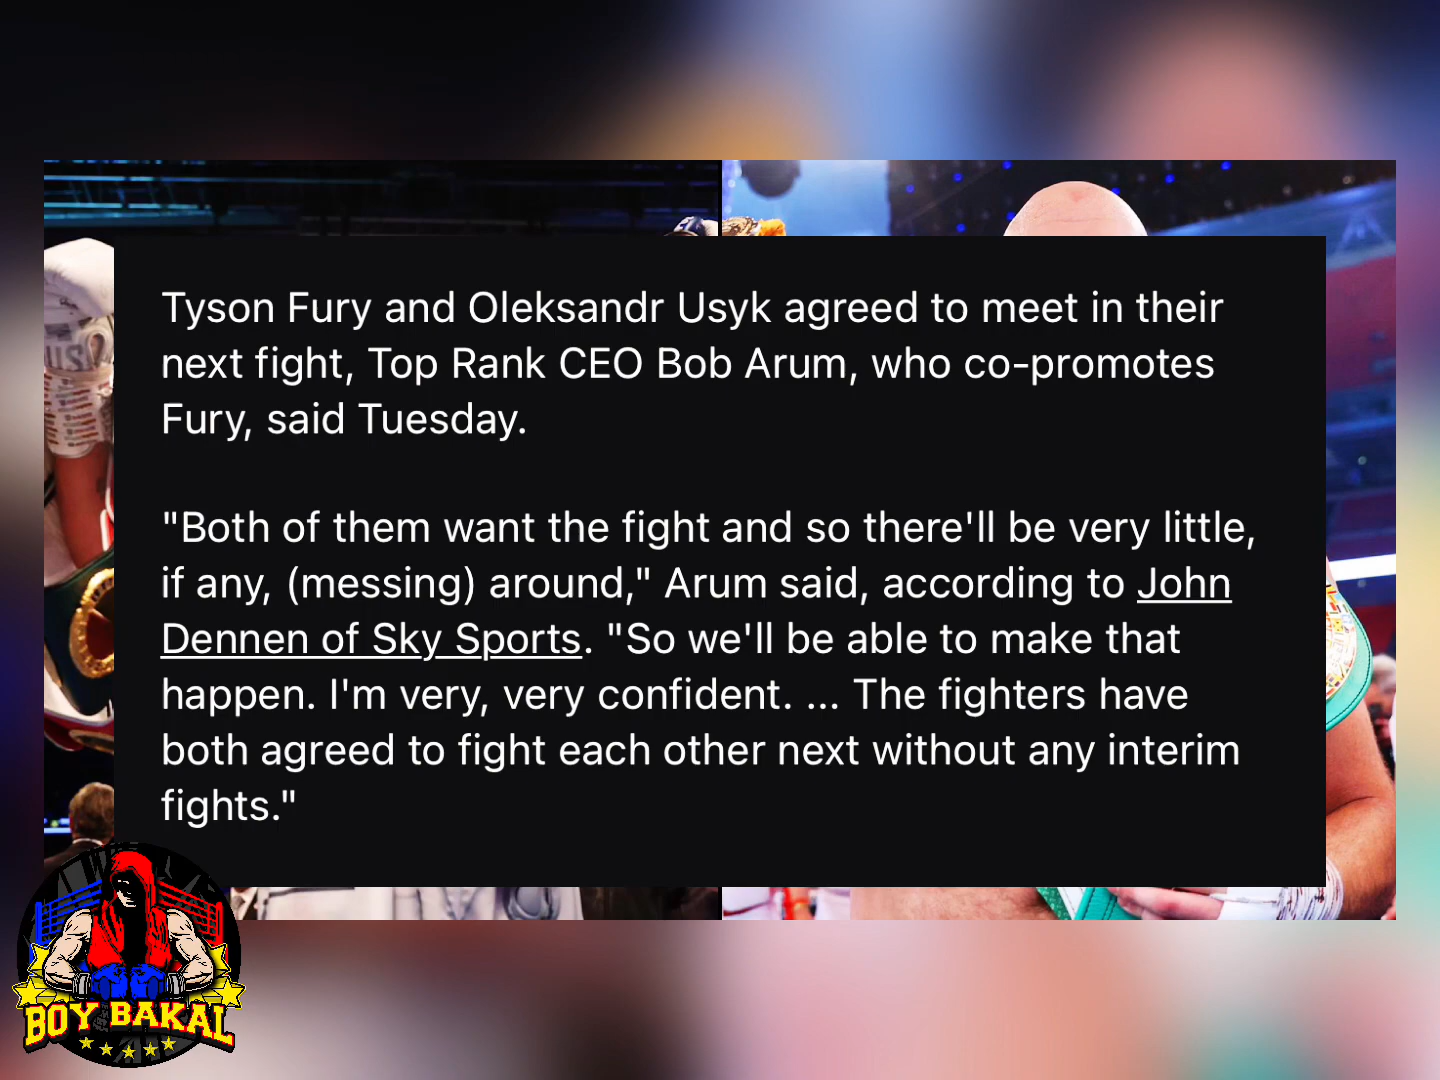 Tyson Fury and Oleksandr Usyk agreed to meet in their
next fight, Top Rank CEO Bob Arum, who co-promotes
Fury, said Tuesday.
"Both of them want the fight and so there'll be very little,
if any, (messing) around," Arum said, according to John
Dennen of Sky Sports. "So we'll be able to make that
happen. I'm very, very confident. ... The fighters have
both agreed to fight each other next without any interim
fights."
BOY BAKAL